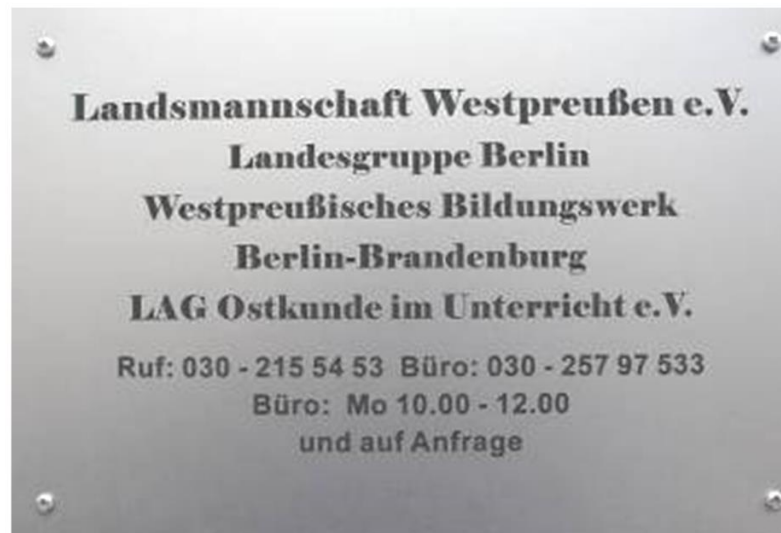 Landsmannschaft Westpreußen e.V.
Landesgruppe Berlin
Westpreußisches Bildungswerk
Berlin-Brandenburg
LAG Ostkunde im Unterricht e.V.
Ruf: 030 - 215 54 53 Büro: 030 - 257 97 533
Büro: Mo 10.00 - 12.00
und auf Anfrage